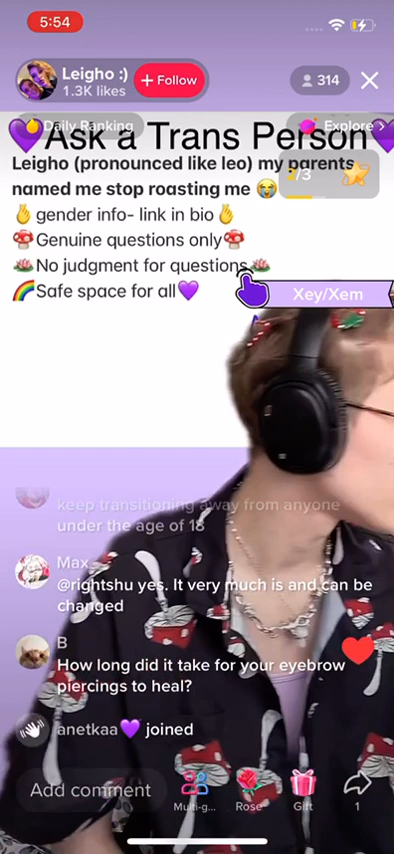 5:54
Leigho :)
+ Follow
314
1.3K likes
Daily Ranking
Explore >
Ask a Trans Person
Leigho (pronounced like leo) my parents
named me stop roasting me 😭
/3
🫰gender info- link in bio🫰
🍄Genuine questions only🍄
🪷No judgment for questions🪷
🌈Safe space for all💜
Xey/Xem
keep transitioning away from anyone
under the age of 18
Max
@rightshu yes. It very much is and can be
changed
B
How long did it take for your eyebrow
piercings to heal?
anetkaa💜 joined
Add comment
Multi-g...
Rose
Gift
1